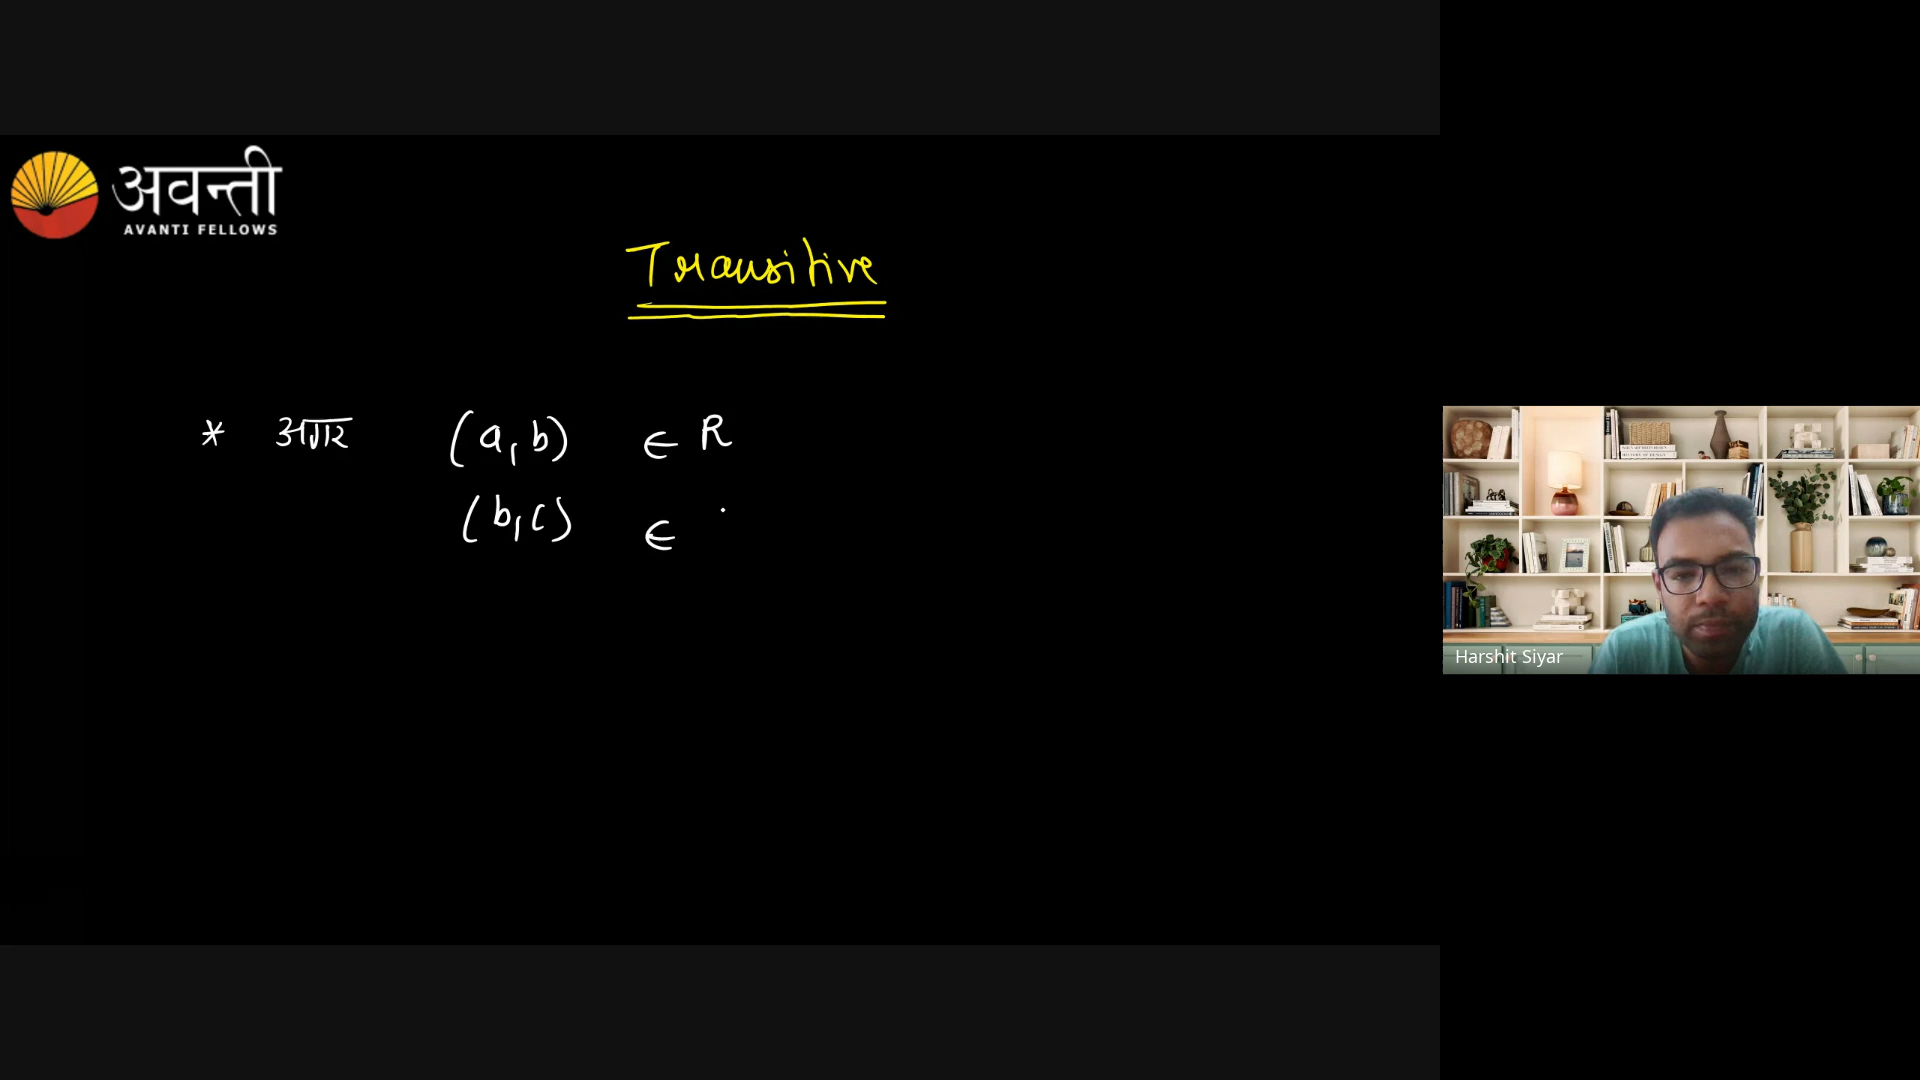 अवन्ती
AVANTI FELLOWS
Transitive
* अगर (a, b) ∈ R
(b, c) ∈
Harshit Siyar